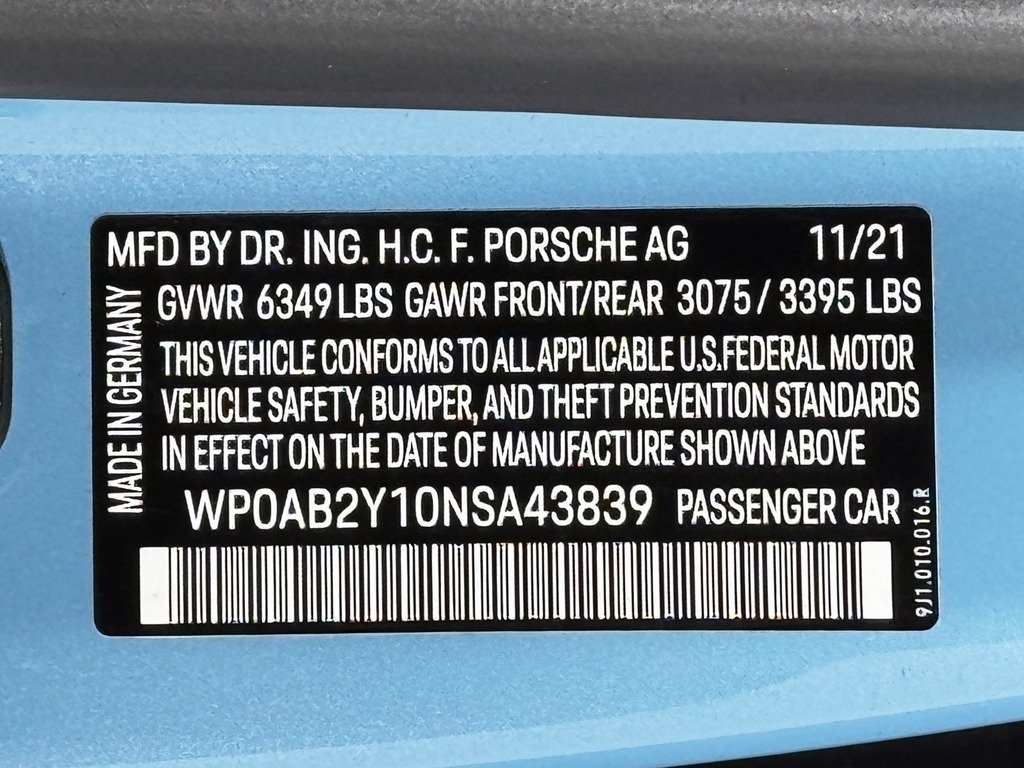 MFD BY DR. ING. H.C. F. PORSCHE AG 11/21
MADE IN GERMANY
GVWR 6349 LBS GAWR FRONT/REAR 3075 / 3395 LBS
THIS VEHICLE CONFORMS TO ALL APPLICABLE U.S. FEDERAL MOTOR
VEHICLE SAFETY, BUMPER, AND THEFT PREVENTION STANDARDS
IN EFFECT ON THE DATE OF MANUFACTURE SHOWN ABOVE
WP0AB2Y10NSA43839 PASSENGER CAR
9J1.010.016.R